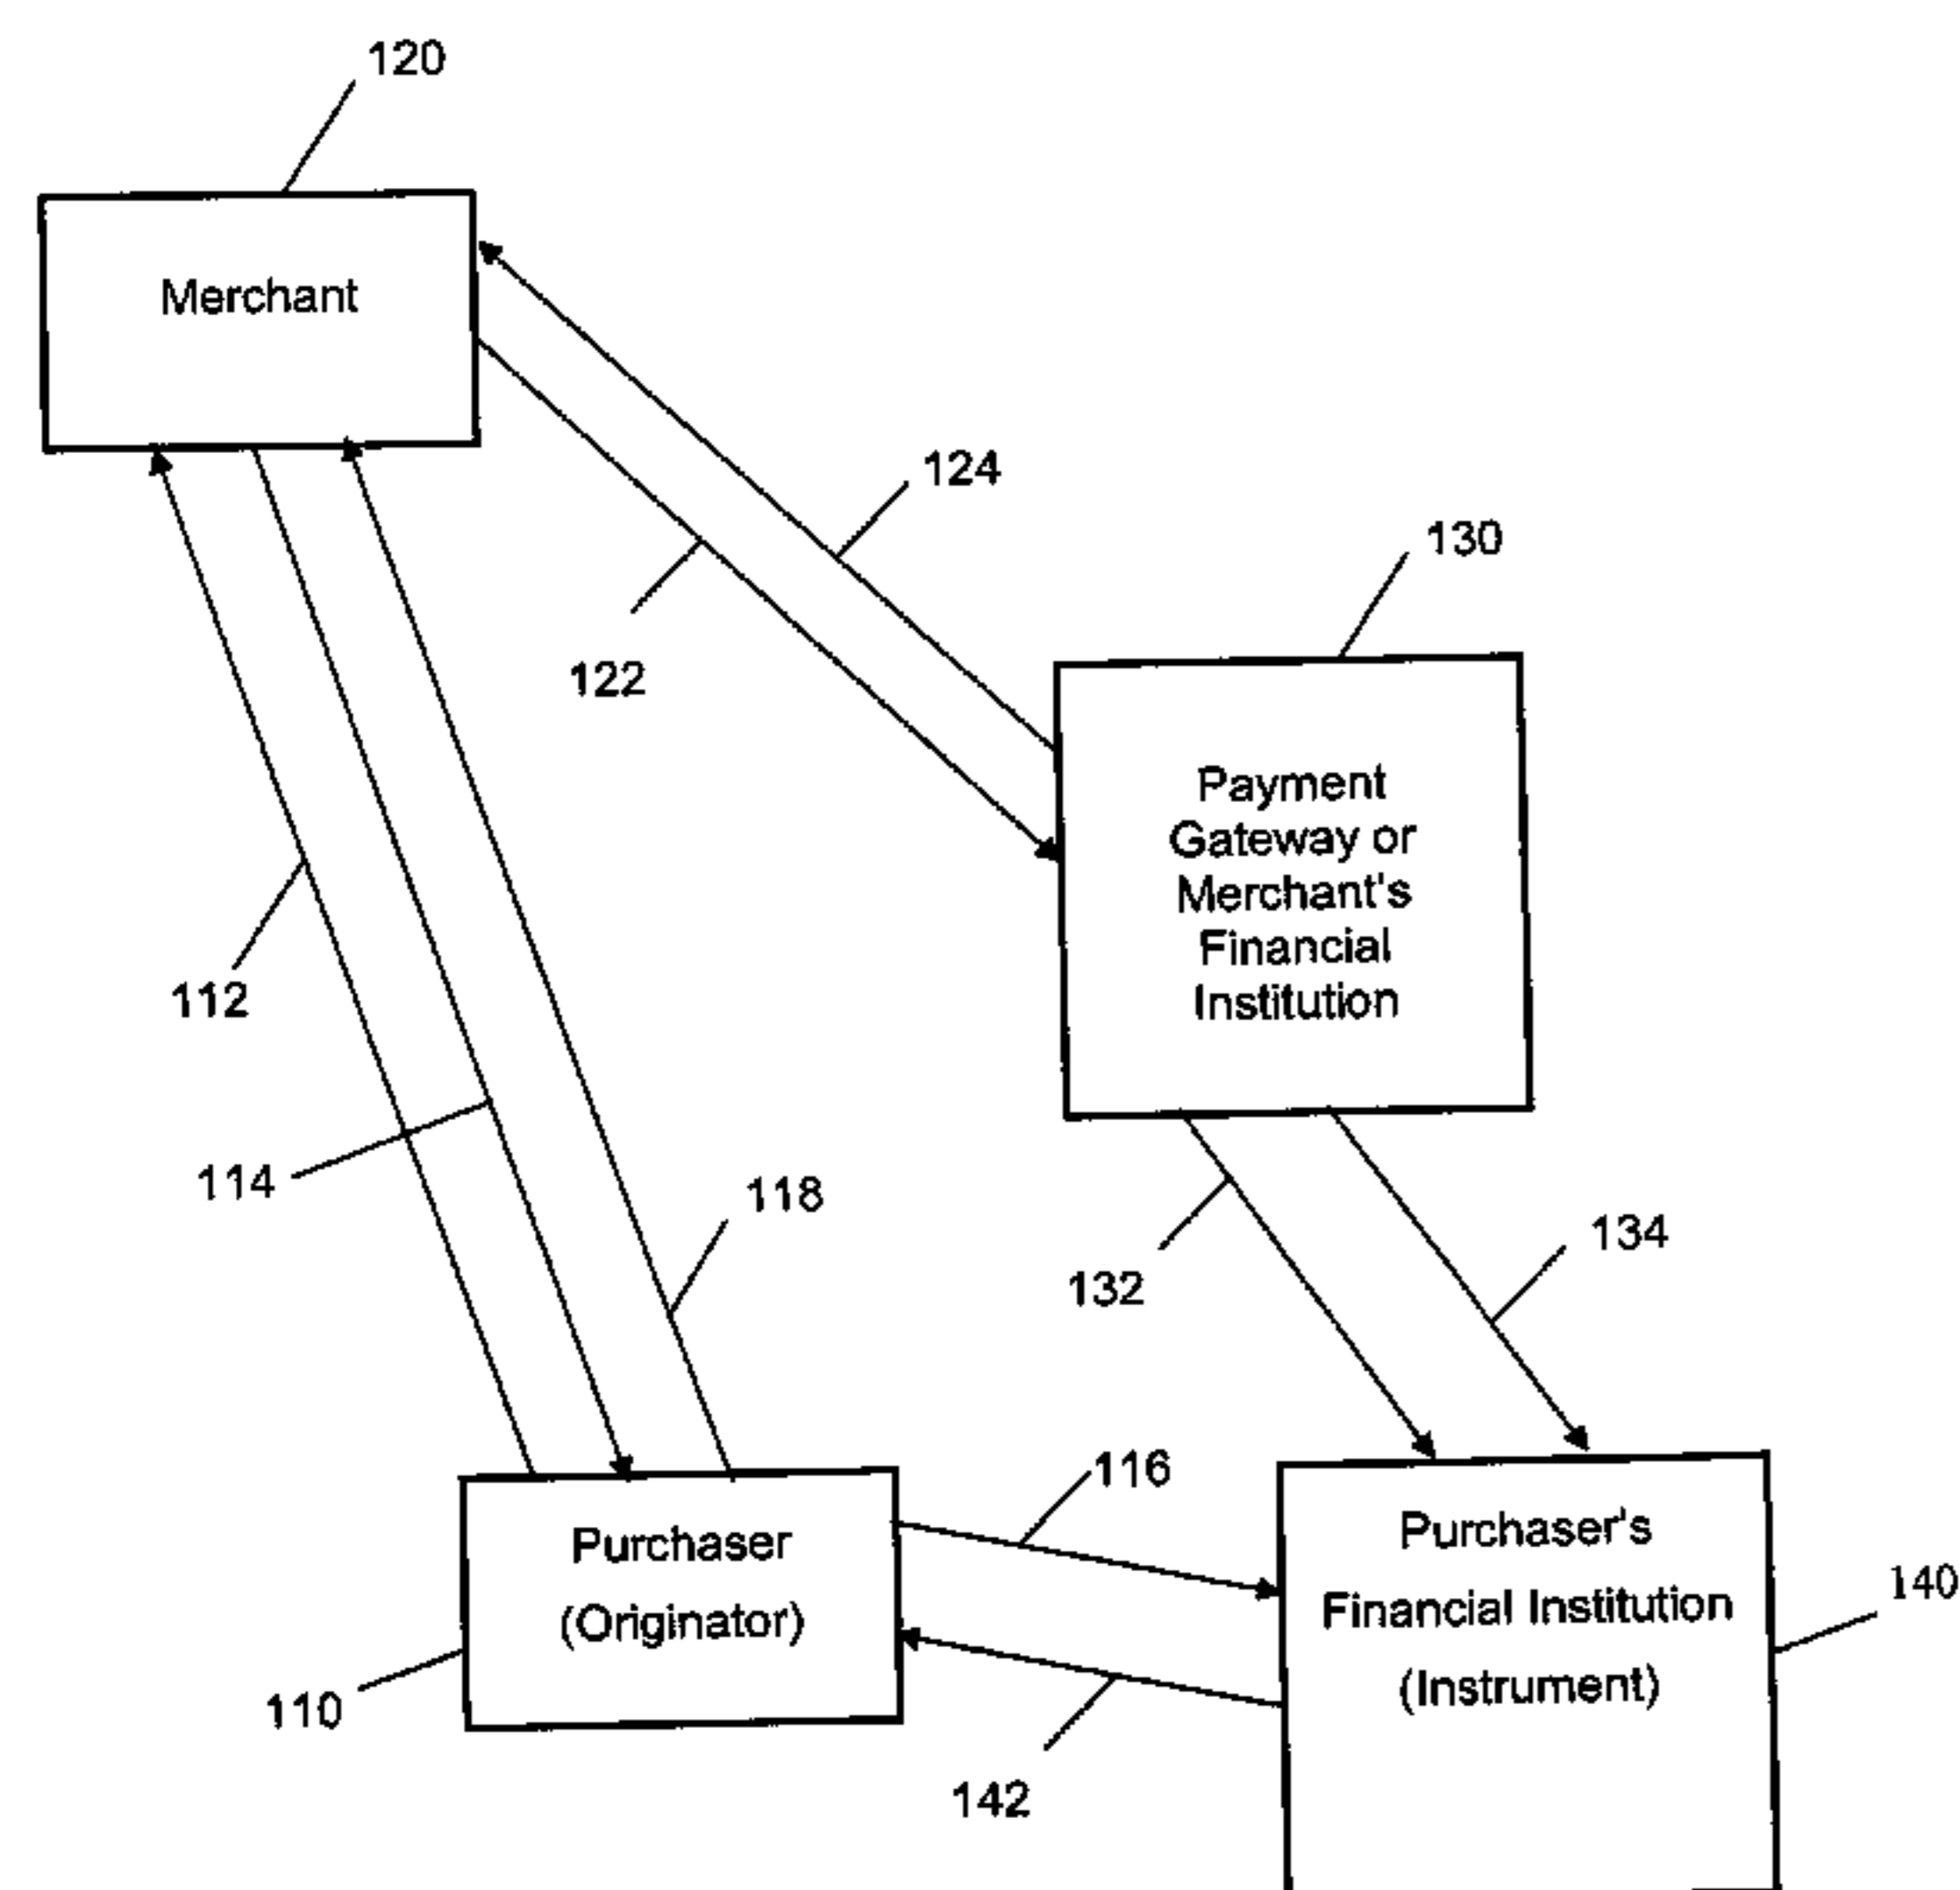 120
Merchant
124
130
122
Payment
Gateway or
Merchant's
Financial
Institution
112
114
118
134
132
116
Purchaser
(Originator)
Purchaser's
Financial Institution
(Instrument)
140
110
142